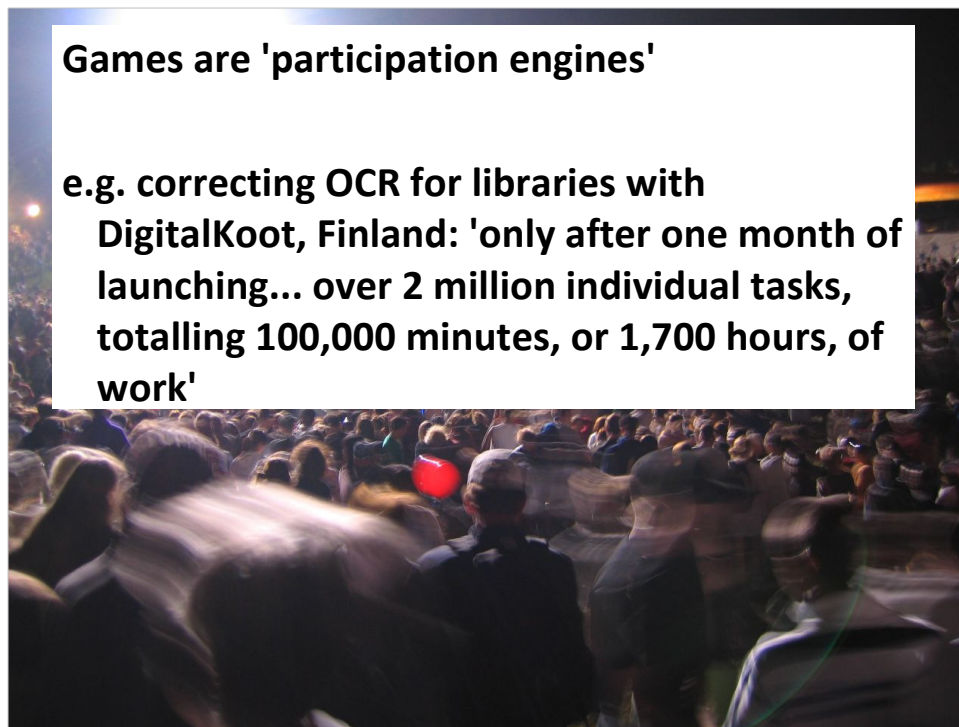 Games are 'participation engines'
e.g. correcting OCR for libraries with
DigitalKoot, Finland: 'only after one month of
launching... over 2 million individual tasks,
totalling 100,000 minutes, or 1,700 hours, of
work'